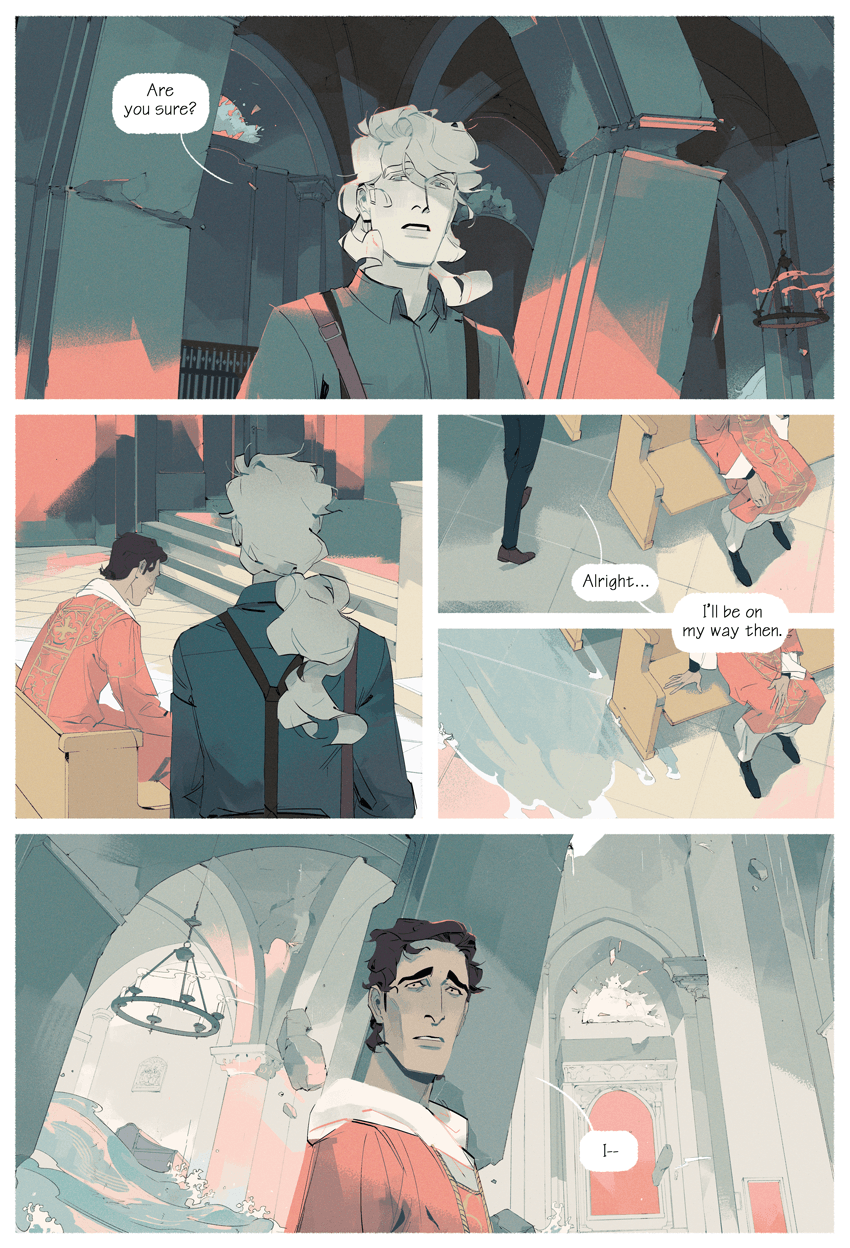 Are
you sure?
Alright...
I'll be on
my way then.
I--